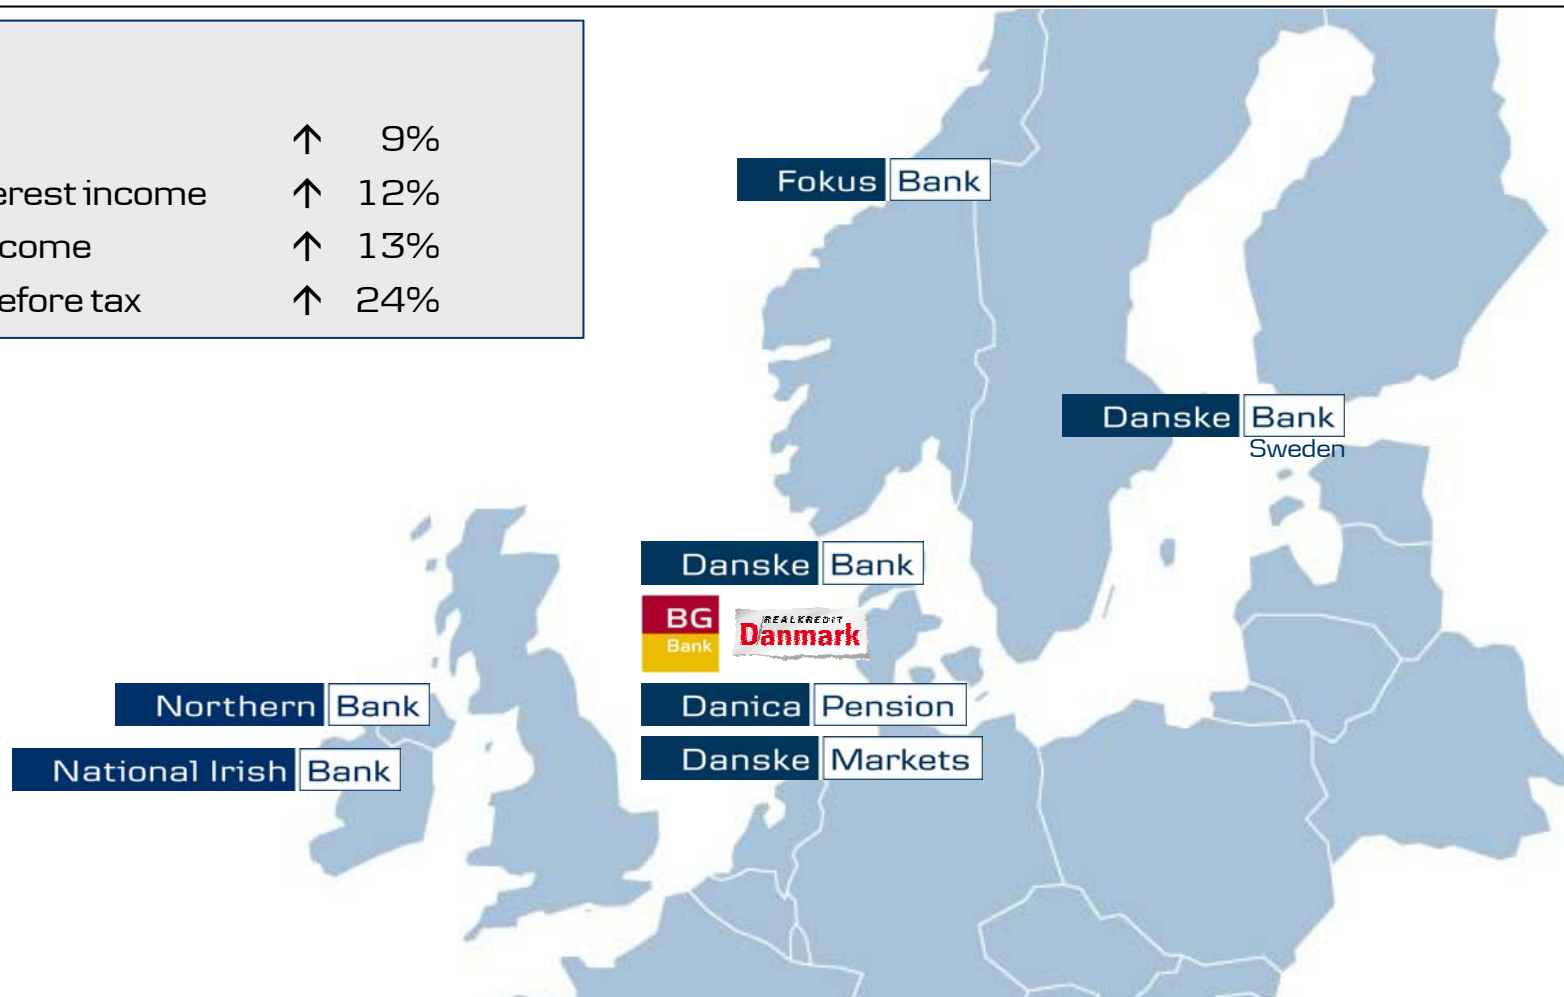 ↑ 9%
erest income ↑ 12%
come ↑ 13%
efore tax ↑ 24%
Fokus Bank
Danske Bank
Sweden
Danske Bank
BG
Bank
REALKREDIT
Danmark
Northern Bank
Danica Pension
National Irish Bank
Danske Markets